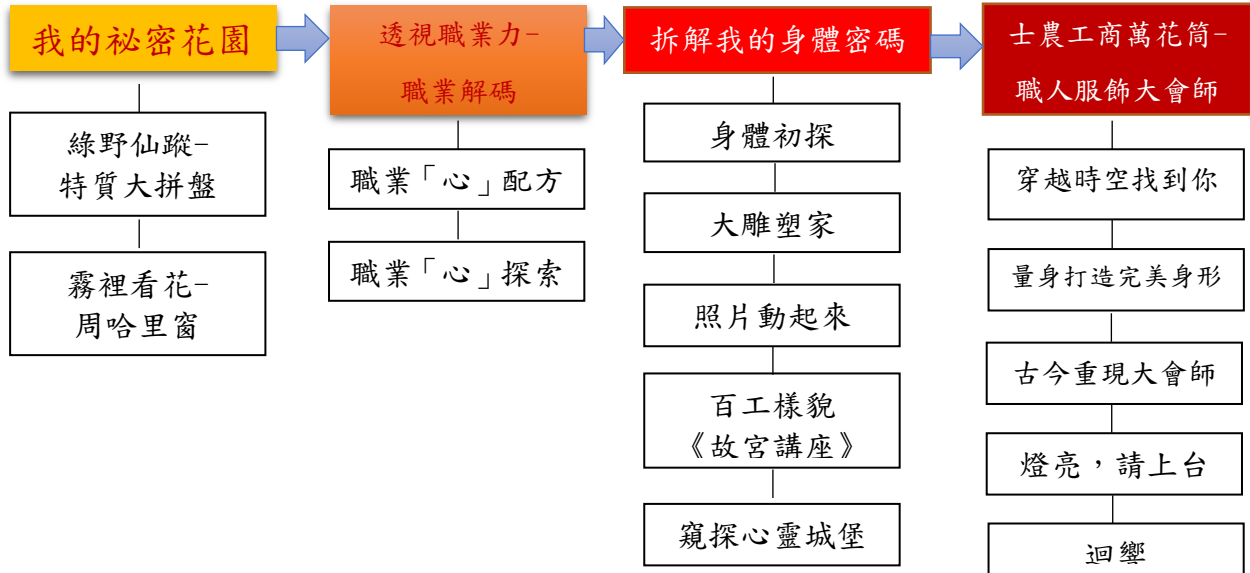 我的祕密花園
綠野仙蹤-
特質大拼盤
霧裡看花-
周哈里窗
透視職業力-
職業解碼
職業「心」配方
職業「心」探索
拆解我的身體密碼
身體初探
大雕塑家
照片動起來
百工樣貌
《故宮講座》
窺探心靈城堡
士農工商萬花筒-
職人服飾大會師
穿越時空找到你
量身打造完美身形
古今重現大會師
燈亮，請上台
迴響